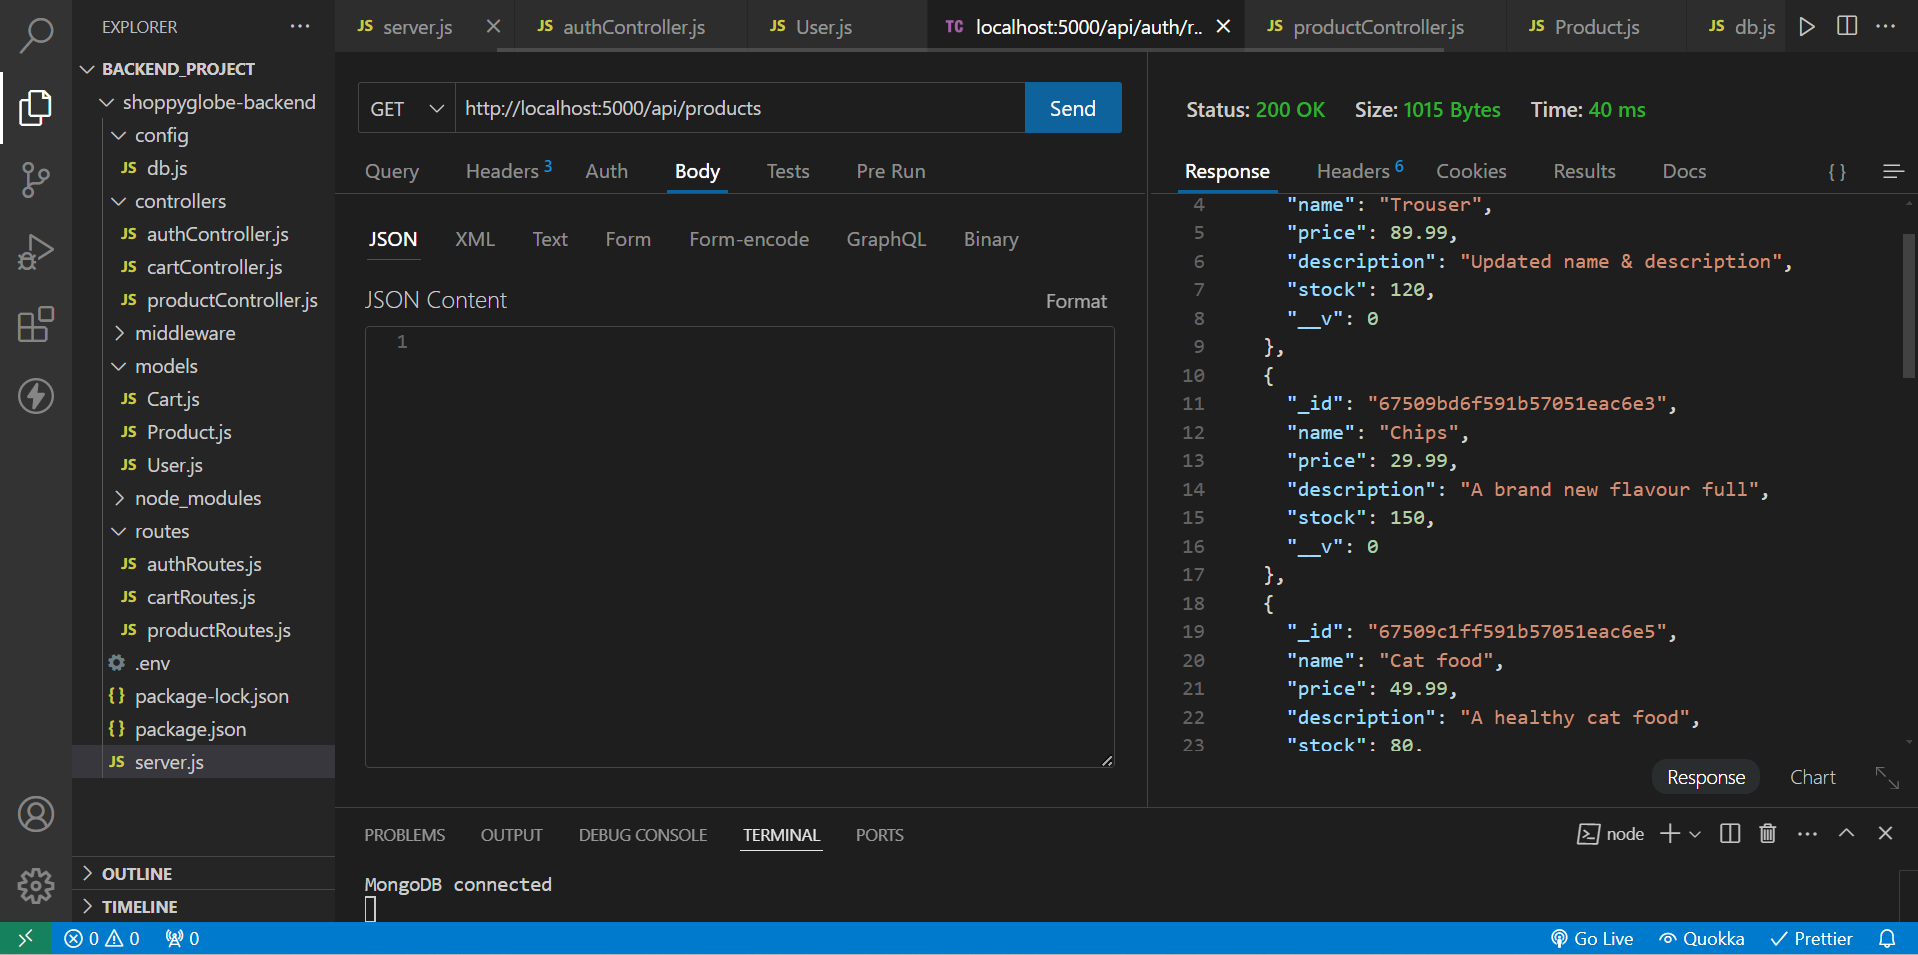 EXPLORER
BACKEND_PROJECT
shoppyglobe-backend
config
JS db.js
controllers
JS authController.js
JS cartController.js
JS productController.js
middleware
models
JS Cart.js
JS Product.js
JS User.js
node_modules
routes
JS authRoutes.js
JS cartRoutes.js
JS productRoutes.js
.env
{} package-lock.json
{} package.json
JS server.js
OUTLINE
TIMELINE
JS server.js JS authController.js JS User.js TC localhost:5000/api/auth/r.. JS productController.js JS Product.js JS db.js
GET http://localhost:5000/api/products Send
Query Headers 3 Auth Body Tests Pre Run
JSON XML Text Form Form-encode GraphQL Binary
JSON Content Format
1
Status: 200 OK Size: 1015 Bytes Time: 40 ms
Response Headers 6 Cookies Results Docs { }
4 "name": "Trouser",
5 "price": 89.99,
6 "description": "Updated name & description",
7 "stock": 120,
8 "__v": 0
9 },
10 {
11 "_id": "67509bd6f591b57051eac6e3",
12 "name": "Chips",
13 "price": 29.99,
14 "description": "A brand new flavour full",
15 "stock": 150,
16 "__v": 0
17 },
18 {
19 "_id": "67509c1ff591b57051eac6e5",
20 "name": "Cat food",
21 "price": 49.99,
22 "description": "A healthy cat food",
23 "stock": 80,
Response Chart
PROBLEMS OUTPUT DEBUG CONSOLE TERMINAL PORTS node
MongoDB connected
0 0 0 Go Live Quokka Prettier